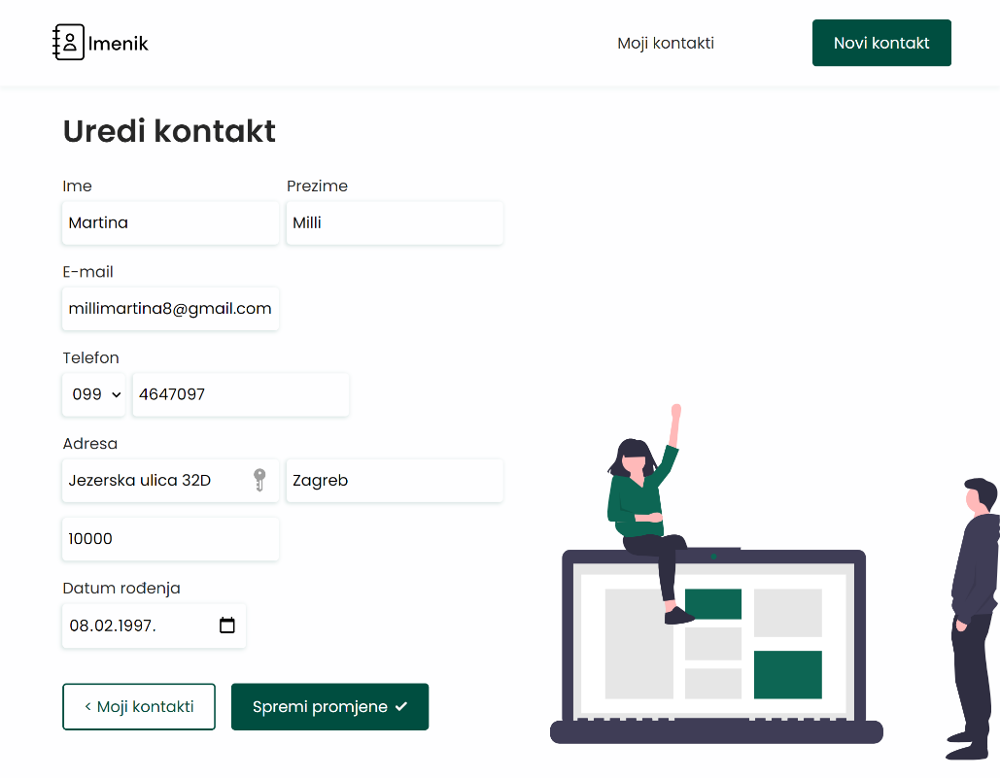 Imenik
Moji kontakti
Novi kontakt
Uredi kontakt
Ime
Prezime
Martina
Milli
E-mail
millimartina8@gmail.com
Telefon
099
4647097
Adresa
Jezerska ulica 32D
Zagreb
10000
Datum rođenja
08.02.1997.
< Moji kontakti
Spremi promjene ✓